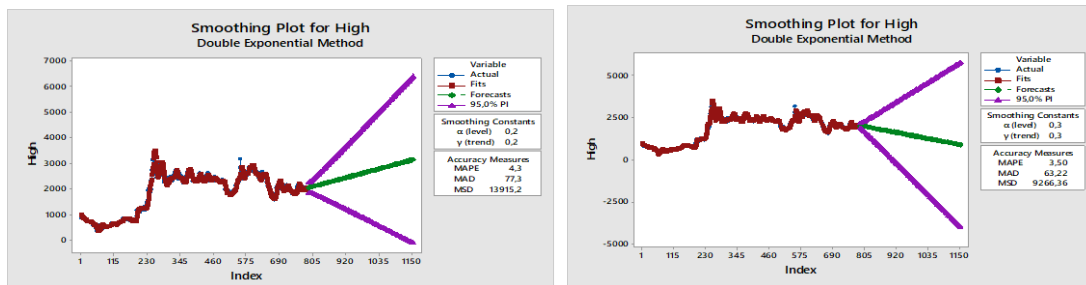 Smoothing Plot for High
Double Exponential Method
7000
6000
5000
4000
3000
2000
1000
0
High
1 115 230 345 460 575 690 805 920 1035 1150
Index
Variable
Actual
Fits
Forecasts
95,0% PI
Smoothing Constants
α (level) 0,2
γ (trend) 0,2
Accuracy Measures
MAPE 4,3
MAD 77,3
MSD 13915,2
Smoothing Plot for High
Double Exponential Method
5000
2500
0
-2500
-5000
High
1 115 230 345 460 575 690 805 920 1035 1150
Index
Variable
Actual
Fits
Forecasts
95,0% PI
Smoothing Constants
α (level) 0,3
γ (trend) 0,3
Accuracy Measures
MAPE 3,50
MAD 63,22
MSD 9266,36